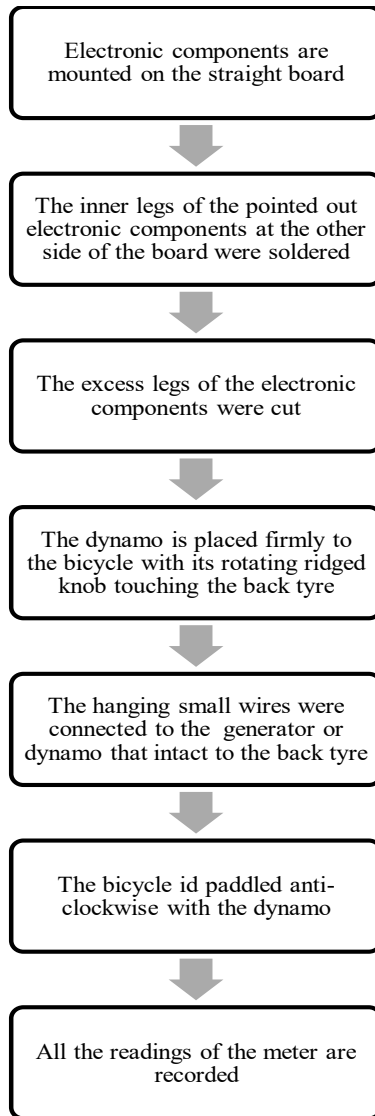 Electronic components are
mounted on the straight board
The inner legs of the pointed out
electronic components at the other
side of the board were soldered
The excess legs of the electronic
components were cut
The dynamo is placed firmly to
the bicycle with its rotating ridged
knob touching the back tyre
The hanging small wires were
connected to the generator or
dynamo that intact to the back tyre
The bicycle id paddled anti-
clockwise with the dynamo
All the readings of the meter are
recorded